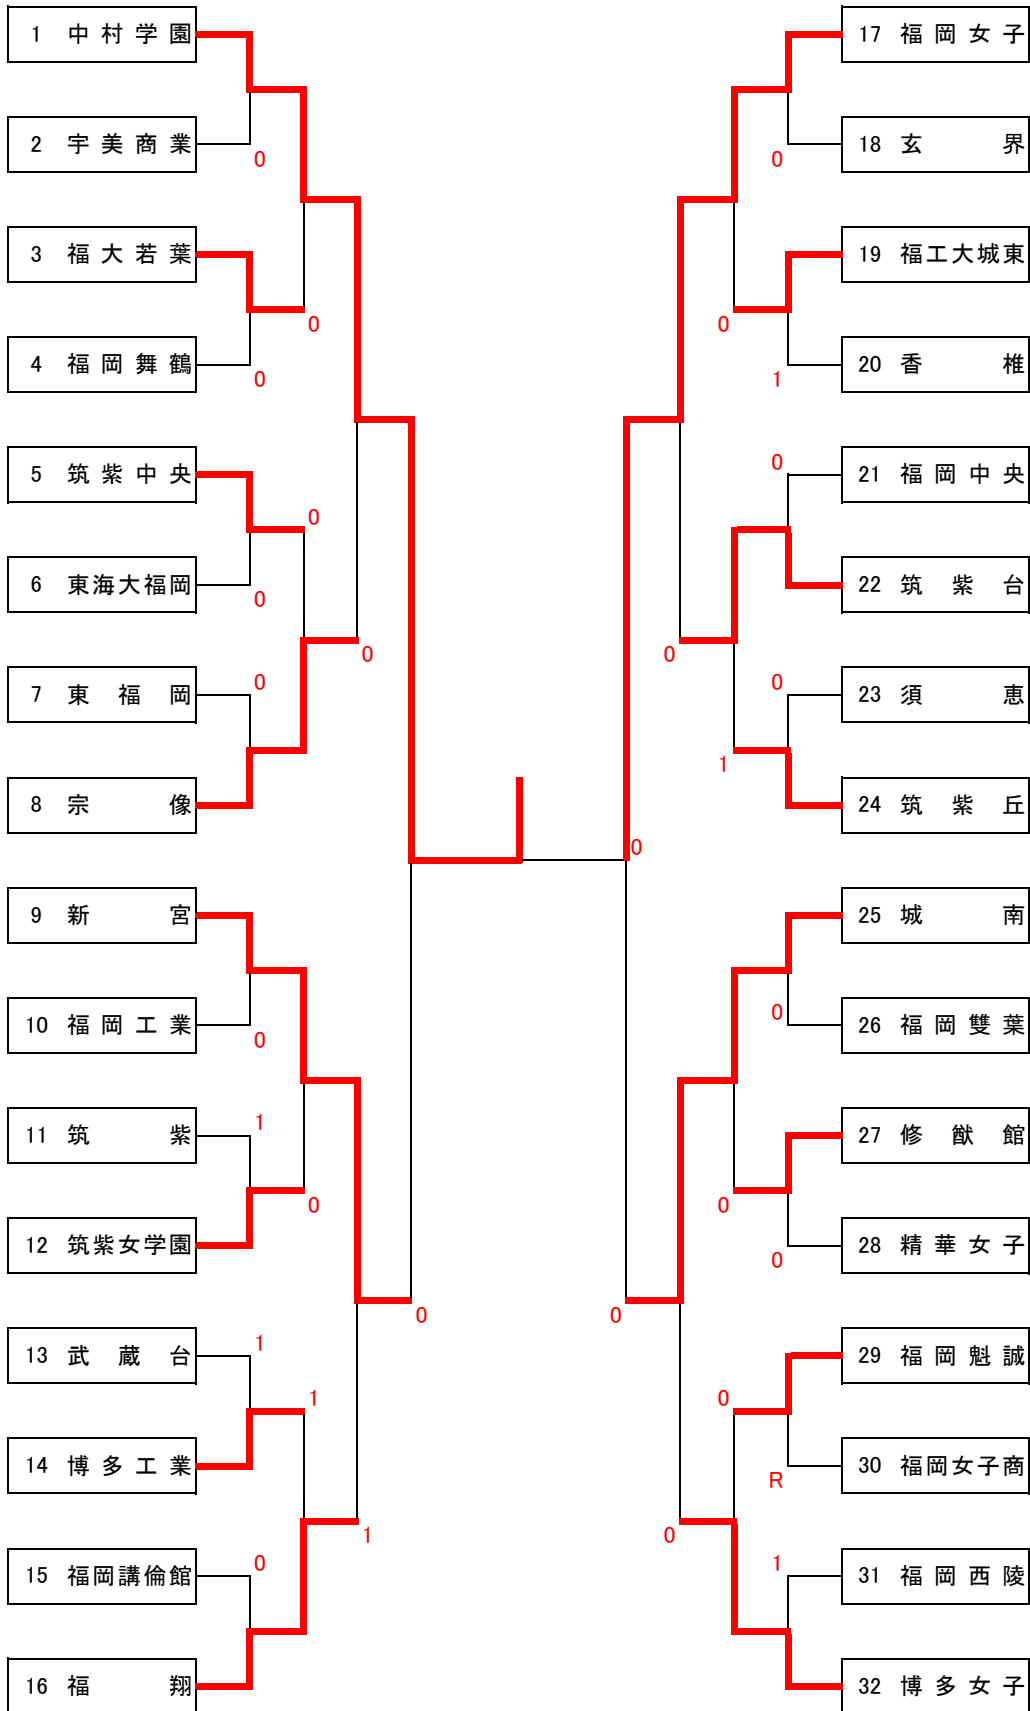 1 中村学園
17 福岡女子
2 宇美商業
0
0
18 玄界
3 福大若葉
19 福工大城東
0
0
4 福岡舞鶴
0
1
20 香椎
5 筑紫中央
0
0
21 福岡中央
6 東海大福岡
0
22 筑紫台
0
0
7 東福岡
0
0
23 須恵
1
8 宗像
24 筑紫丘
0
9 新宮
25 城南
10 福岡工業
0
0
26 福岡雙葉
11 筑紫
1
27 修猷館
0
0
12 筑紫女学園
0
28 精華女子
0
0
13 武蔵台
1
29 福岡魁誠
1
0
14 博多工業
R
30 福岡女子商
1
0
15 福岡講倫館
0
1
31 福岡西陵
16 福翔
32 博多女子